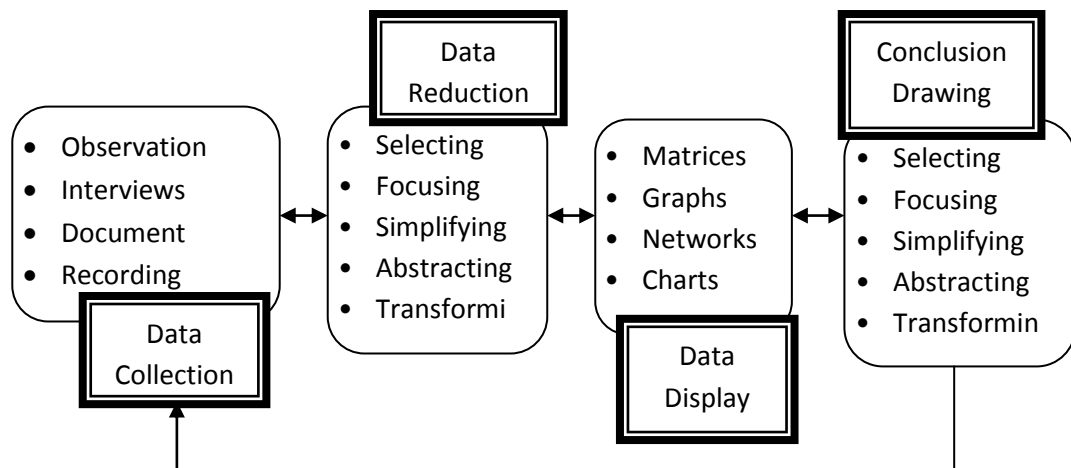 Data
Reduction
Conclusion
Drawing
• Observation
• Interviews
• Document
• Recording
Data
Collection
• Selecting
• Focusing
• Simplifying
• Abstracting
• Transformi
• Matrices
• Graphs
• Networks
• Charts
Data
Display
• Selecting
• Focusing
• Simplifying
• Abstracting
• Transformin